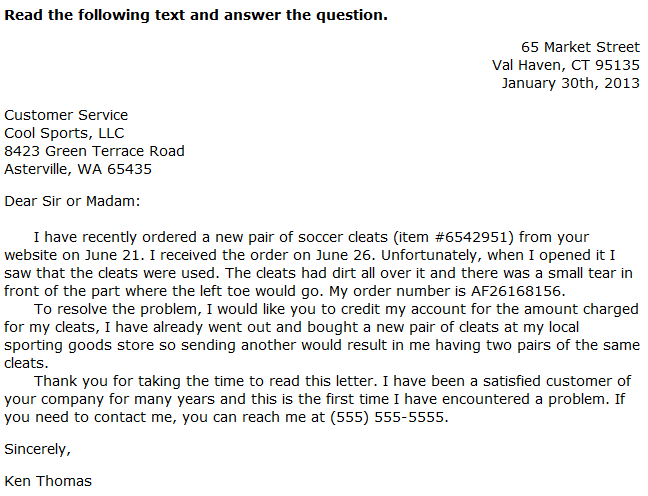 Read the following text and answer the question.
65 Market Street
Val Haven, CT 95135
January 30th, 2013
Customer Service
Cool Sports, LLC
8423 Green Terrace Road
Asterville, WA 65435
Dear Sir or Madam:
I have recently ordered a new pair of soccer cleats (item #6542951) from your
website on June 21. I received the order on June 26. Unfortunately, when I opened it I
saw that the cleats were used. The cleats had dirt all over it and there was a small tear in
front of the part where the left toe would go. My order number is AF26168156.
To resolve the problem, I would like you to credit my account for the amount charged
for my cleats, I have already went out and bought a new pair of cleats at my local
sporting goods store so sending another would result in me having two pairs of the same
cleats.
Thank you for taking the time to read this letter. I have been a satisfied customer of
your company for many years and this is the first time I have encountered a problem. If
you need to contact me, you can reach me at (555) 555-5555.
Sincerely,
Ken Thomas